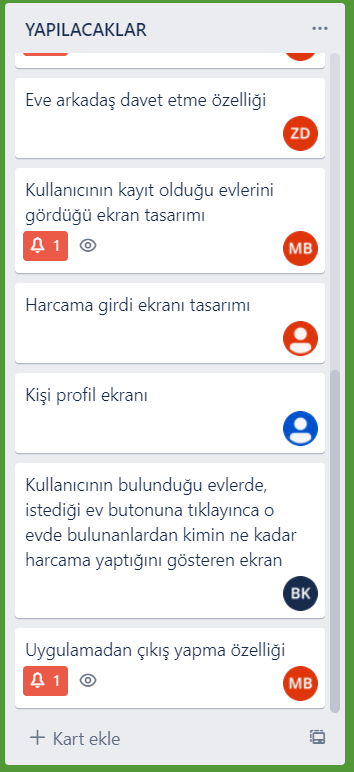 YAPILACAKLAR
Eve arkadaş davet etme özelliği
ZD
Kullanıcının kayıt olduğu evlerini
gördüğü ekran tasarımı
1
MB
Harcama girdi ekranı tasarımı
Kişi profil ekranı
Kullanıcının bulunduğu evlerde,
istediği ev butonuna tıklayınca o
evde bulunanlardan kimin ne kadar
harcama yaptığını gösteren ekran
BK
Uygulamadan çıkış yapma özelliği
1
MB
+ Kart ekle